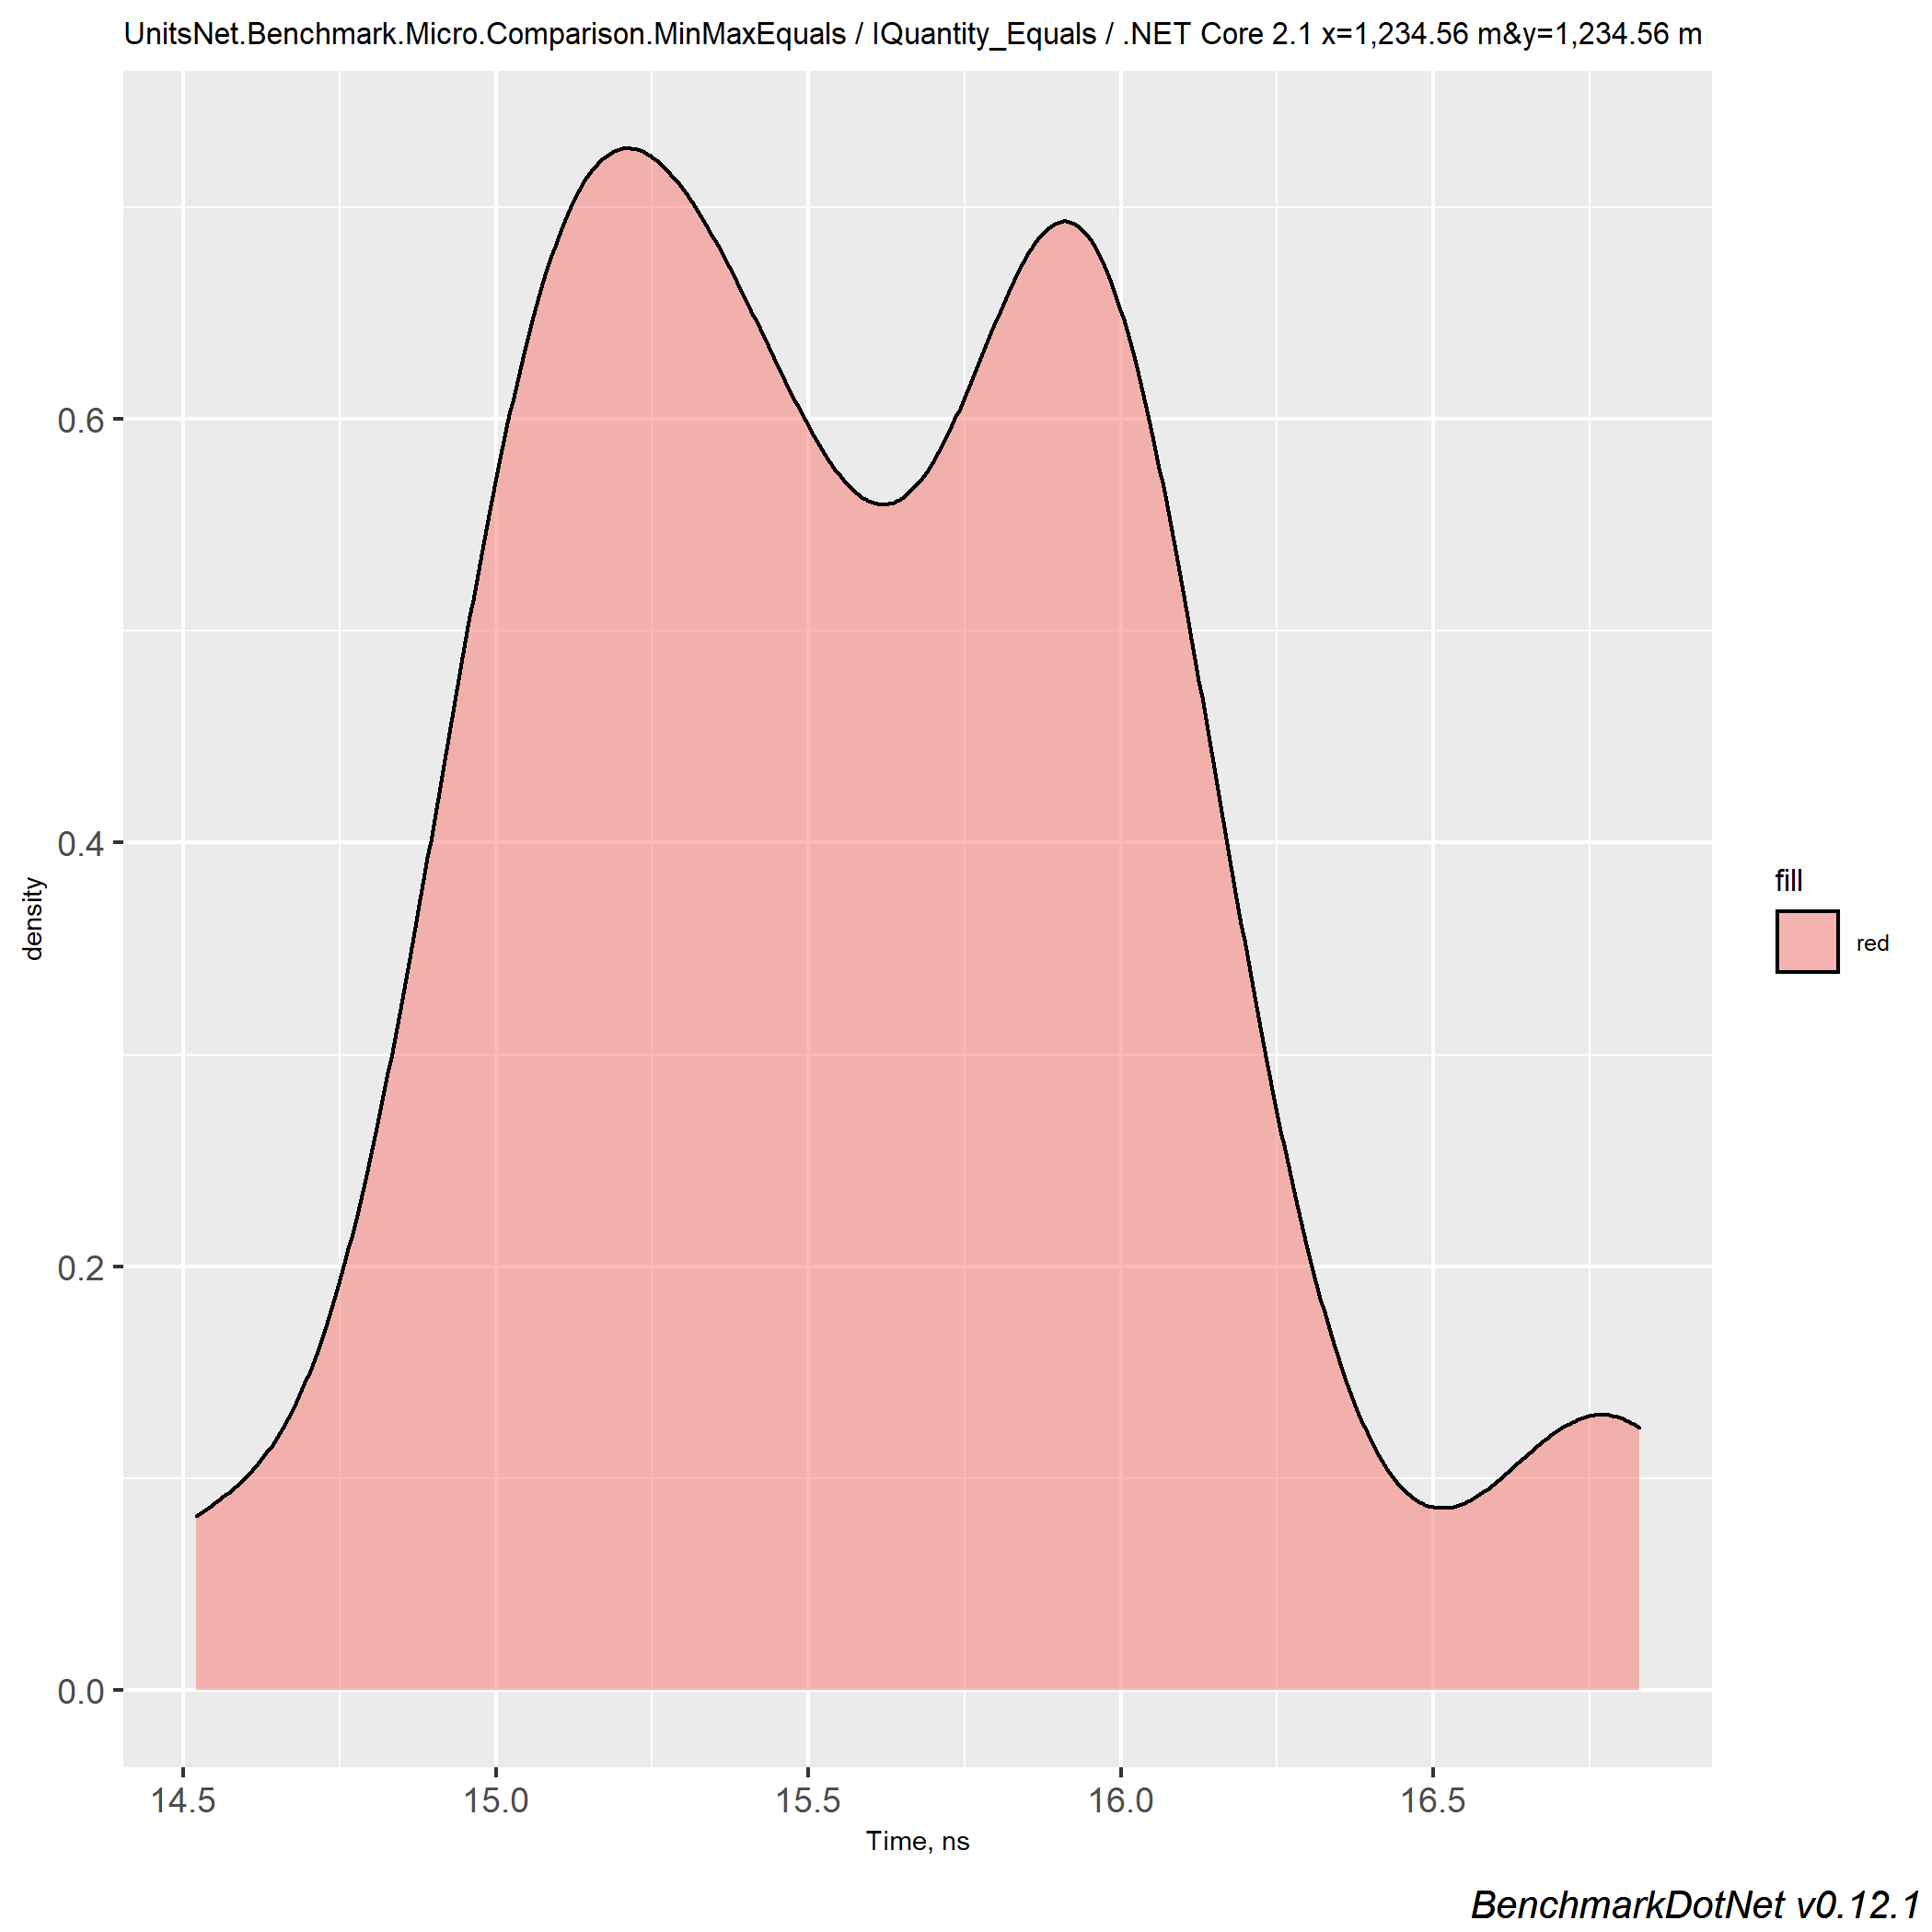 UnitsNet.Benchmark.Micro.Comparison.MinMaxEquals / IQuantity_Equals / .NET Core 2.1 x=1,234.56 m&y=1,234.56 m
0.6
0.4
0.2
0.0
density
14.5 15.0 15.5 16.0 16.5
Time, ns
fill
red
BenchmarkDotNet v0.12.1